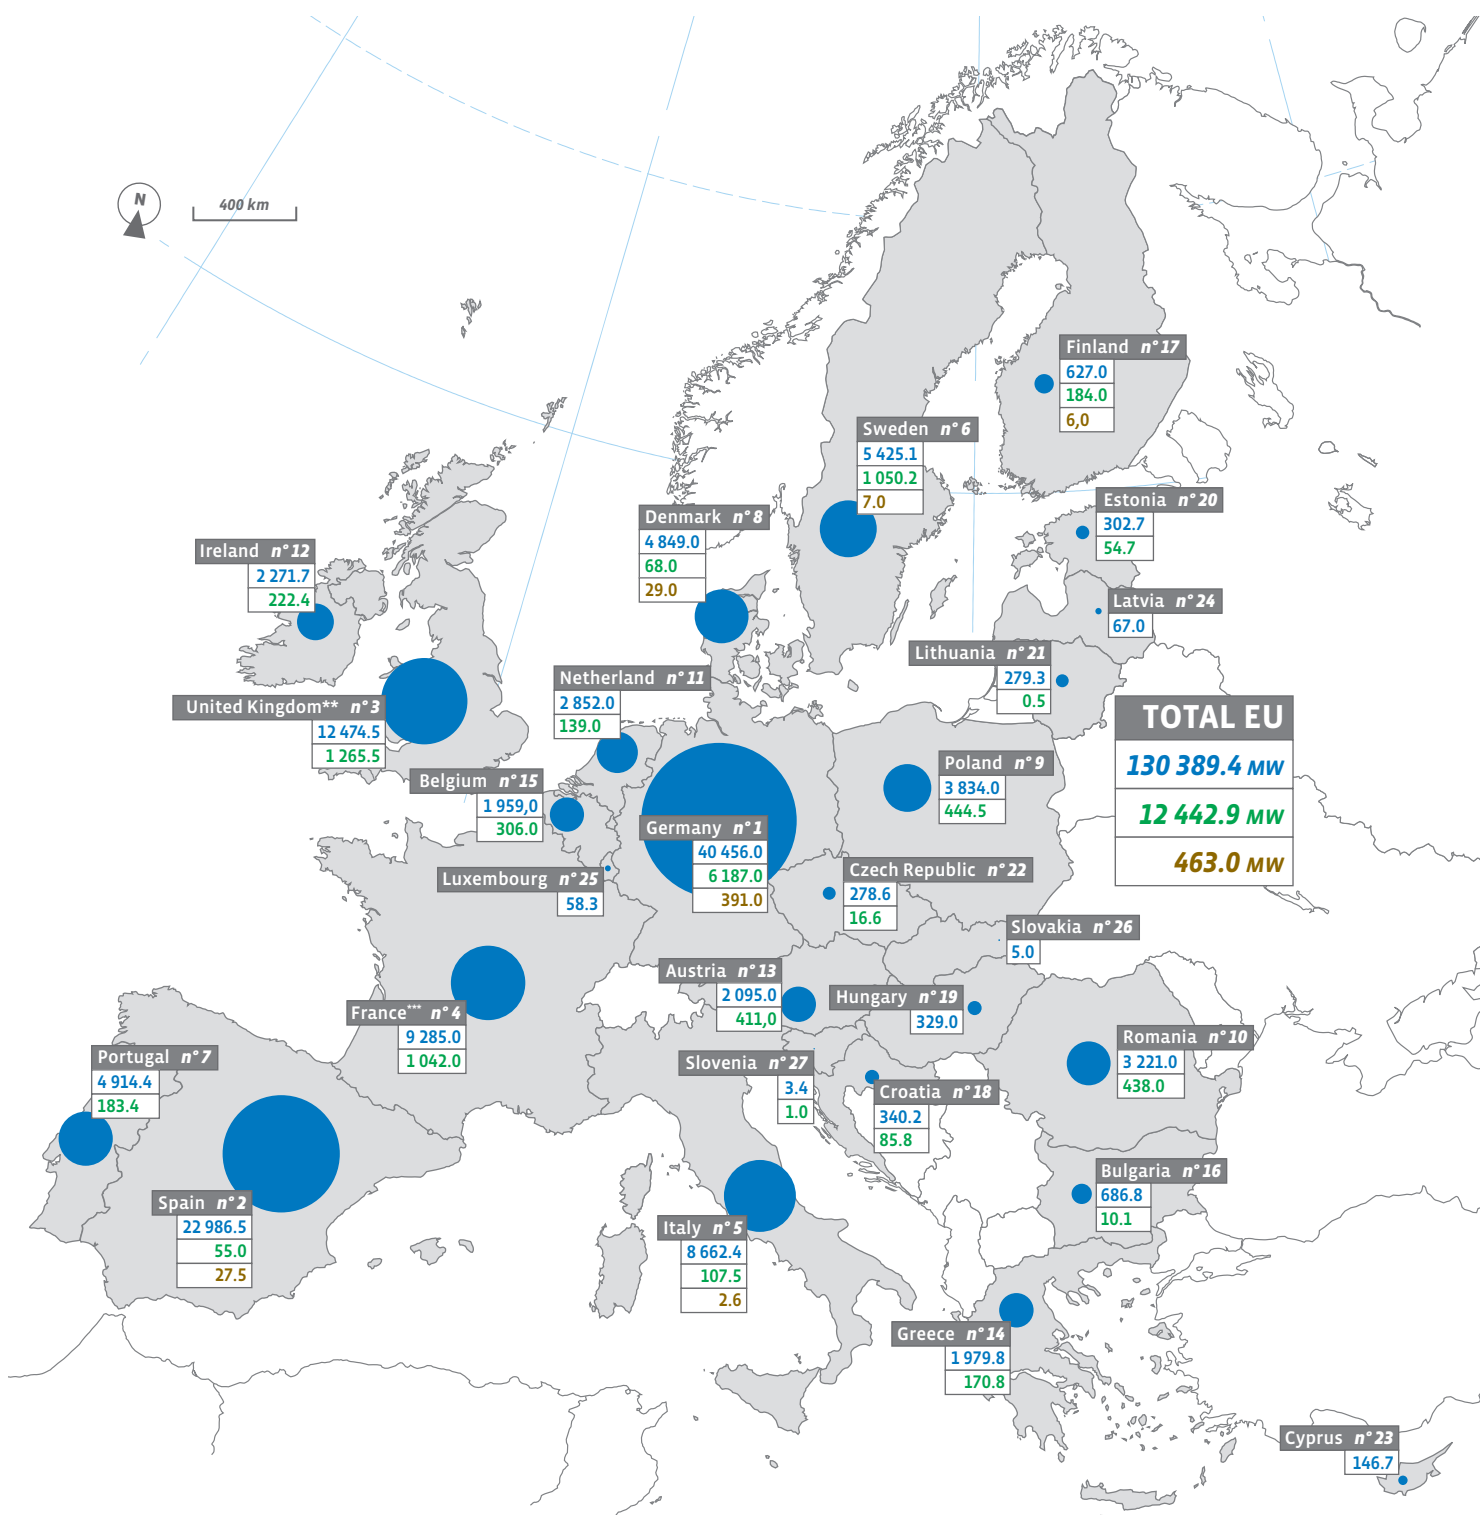 N
400 km
Finland n° 17
627.0
184.0
6,0
Sweden n° 6
5 425.1
1 050.2
7.0
Estonia n° 20
302.7
54.7
Denmark n° 8
4 849.0
68.0
29.0
Ireland n° 12
2 271.7
222.4
Latvia n° 24
67.0
Lithuania n° 21
279.3
0.5
Netherland n° 11
2 852.0
139.0
United Kingdom** n° 3
12 474.5
1 265.5
TOTAL EU
130 389.4 MW
12 442.9 MW
463.0 MW
Poland n° 9
3 834.0
444.5
Belgium n° 15
1 959,0
306.0
Germany n° 1
40 456.0
6 187.0
391.0
Czech Republic n° 22
278.6
16.6
Luxembourg n° 25
58.3
Slovakia n° 26
5.0
Austria n° 13
2 095.0
411,0
Hungary n° 19
329.0
France*** n° 4
9 285.0
1 042.0
Romania n° 10
3 221.0
438.0
Portugal n° 7
4 914.4
183.4
Slovenia n° 27
3.4
1.0
Croatia n° 18
340.2
85.8
Bulgaria n° 16
686.8
10.1
Spain n° 2
22 986.5
55.0
27.5
Italy n° 5
8 662.4
107.5
2.6
Greece n° 14
1 979.8
170.8
Cyprus n° 23
146.7